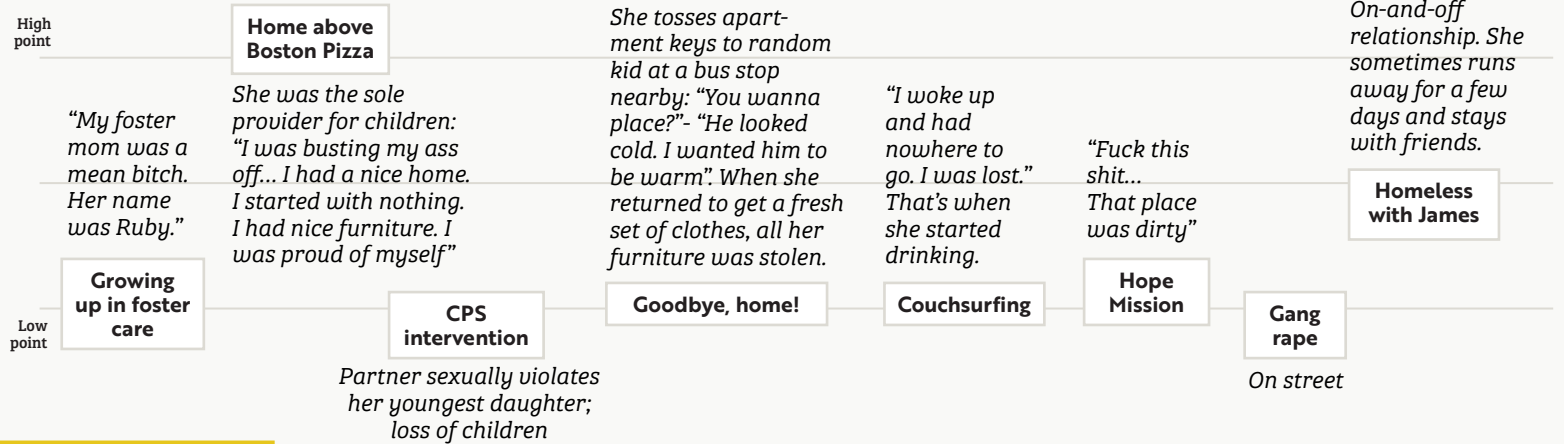 High
point
Home above
Boston Pizza
She was the sole
provider for children:
“I was busting my ass
off... I had a nice home.
I started with nothing.
I had nice furniture. I
was proud of myself”
“My foster
mom was a
mean bitch.
Her name
was Ruby.”
Growing
up in foster
care
Low
point
CPS
intervention
Partner sexually violates
her youngest daughter;
loss of children
She tosses apart-
ment keys to random
kid at a bus stop
nearby: “You wanna
place?”- “He looked
cold. I wanted him to
be warm”. When she
returned to get a fresh
set of clothes, all her
furniture was stolen.
Goodbye, home!
“I woke up
and had
nowhere to
go. I was lost.”
That’s when
she started
drinking.
Couchsurfing
“Fuck this
shit...
That place
was dirty”
Hope
Mission
Gang
rape
On street
On-and-off
relationship. She
sometimes runs
away for a few
days and stays
with friends.
Homeless
with James